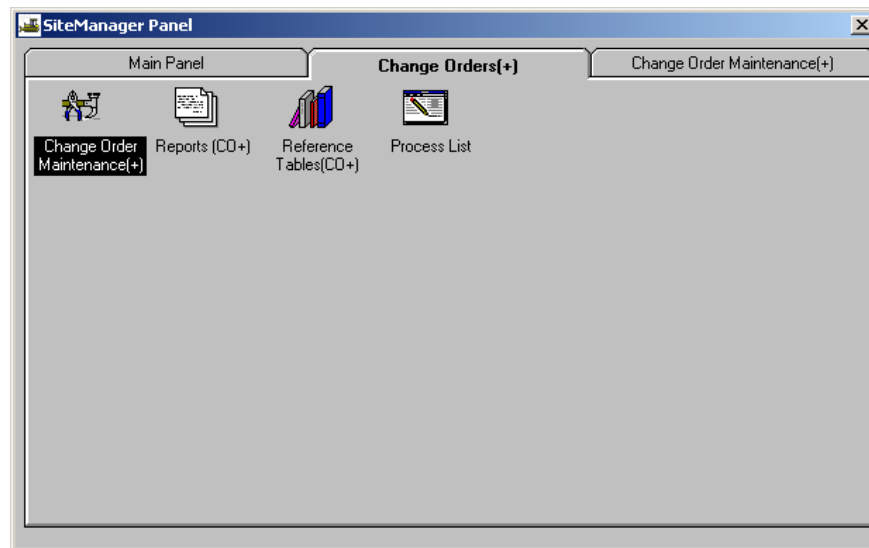 SiteManager Panel
Main Panel
Change Orders(+)
Change Order Maintenance(+)
Change Order
Maintenance(+)
Reports (CO+)
Reference
Tables(CO+)
Process List